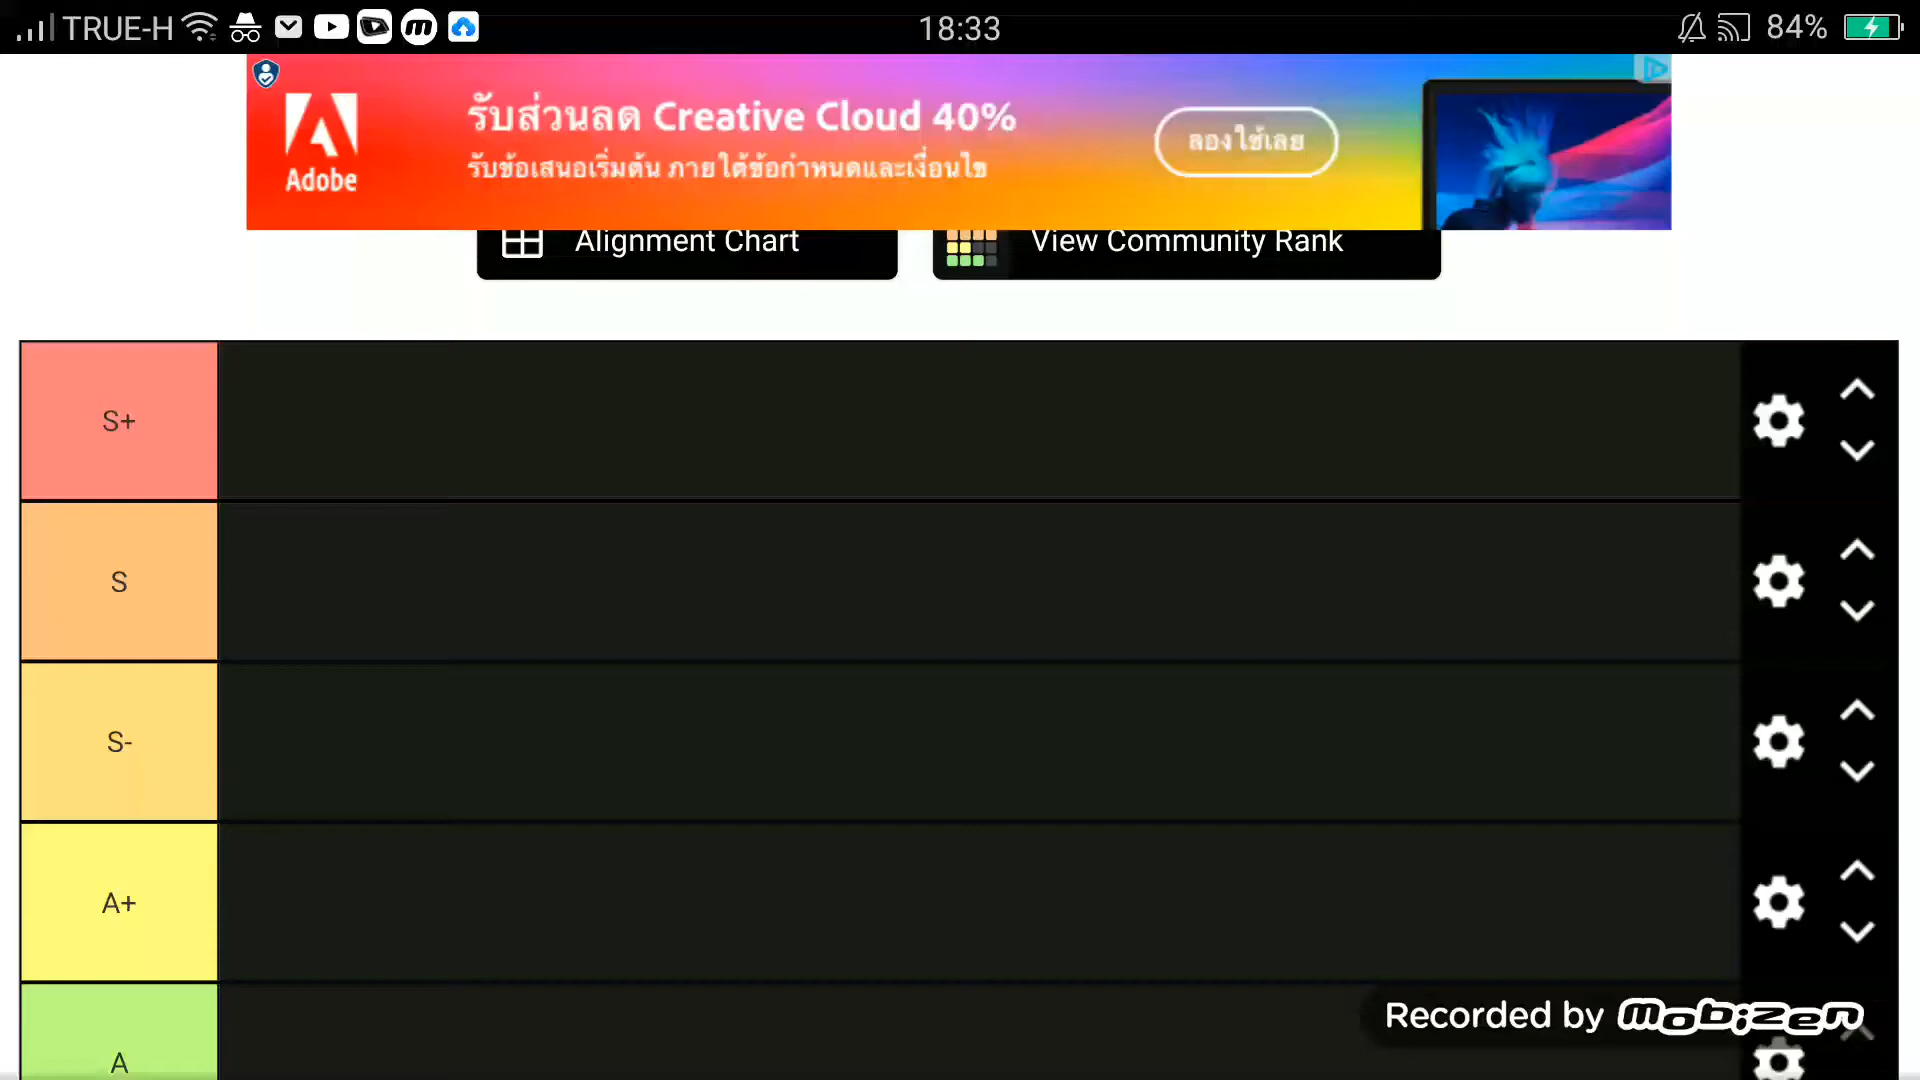 TRUE-H 18:33 84%
รับส่วนลด Creative Cloud 40%
รับข้อเสนอเริ่มต้น ภายใต้ข้อกำหนดและเงื่อนไข
ลองใช้เลย
Adobe
Alignment Chart
View Community Rank
S+
S
S-
A+
A
Recorded by mobizen